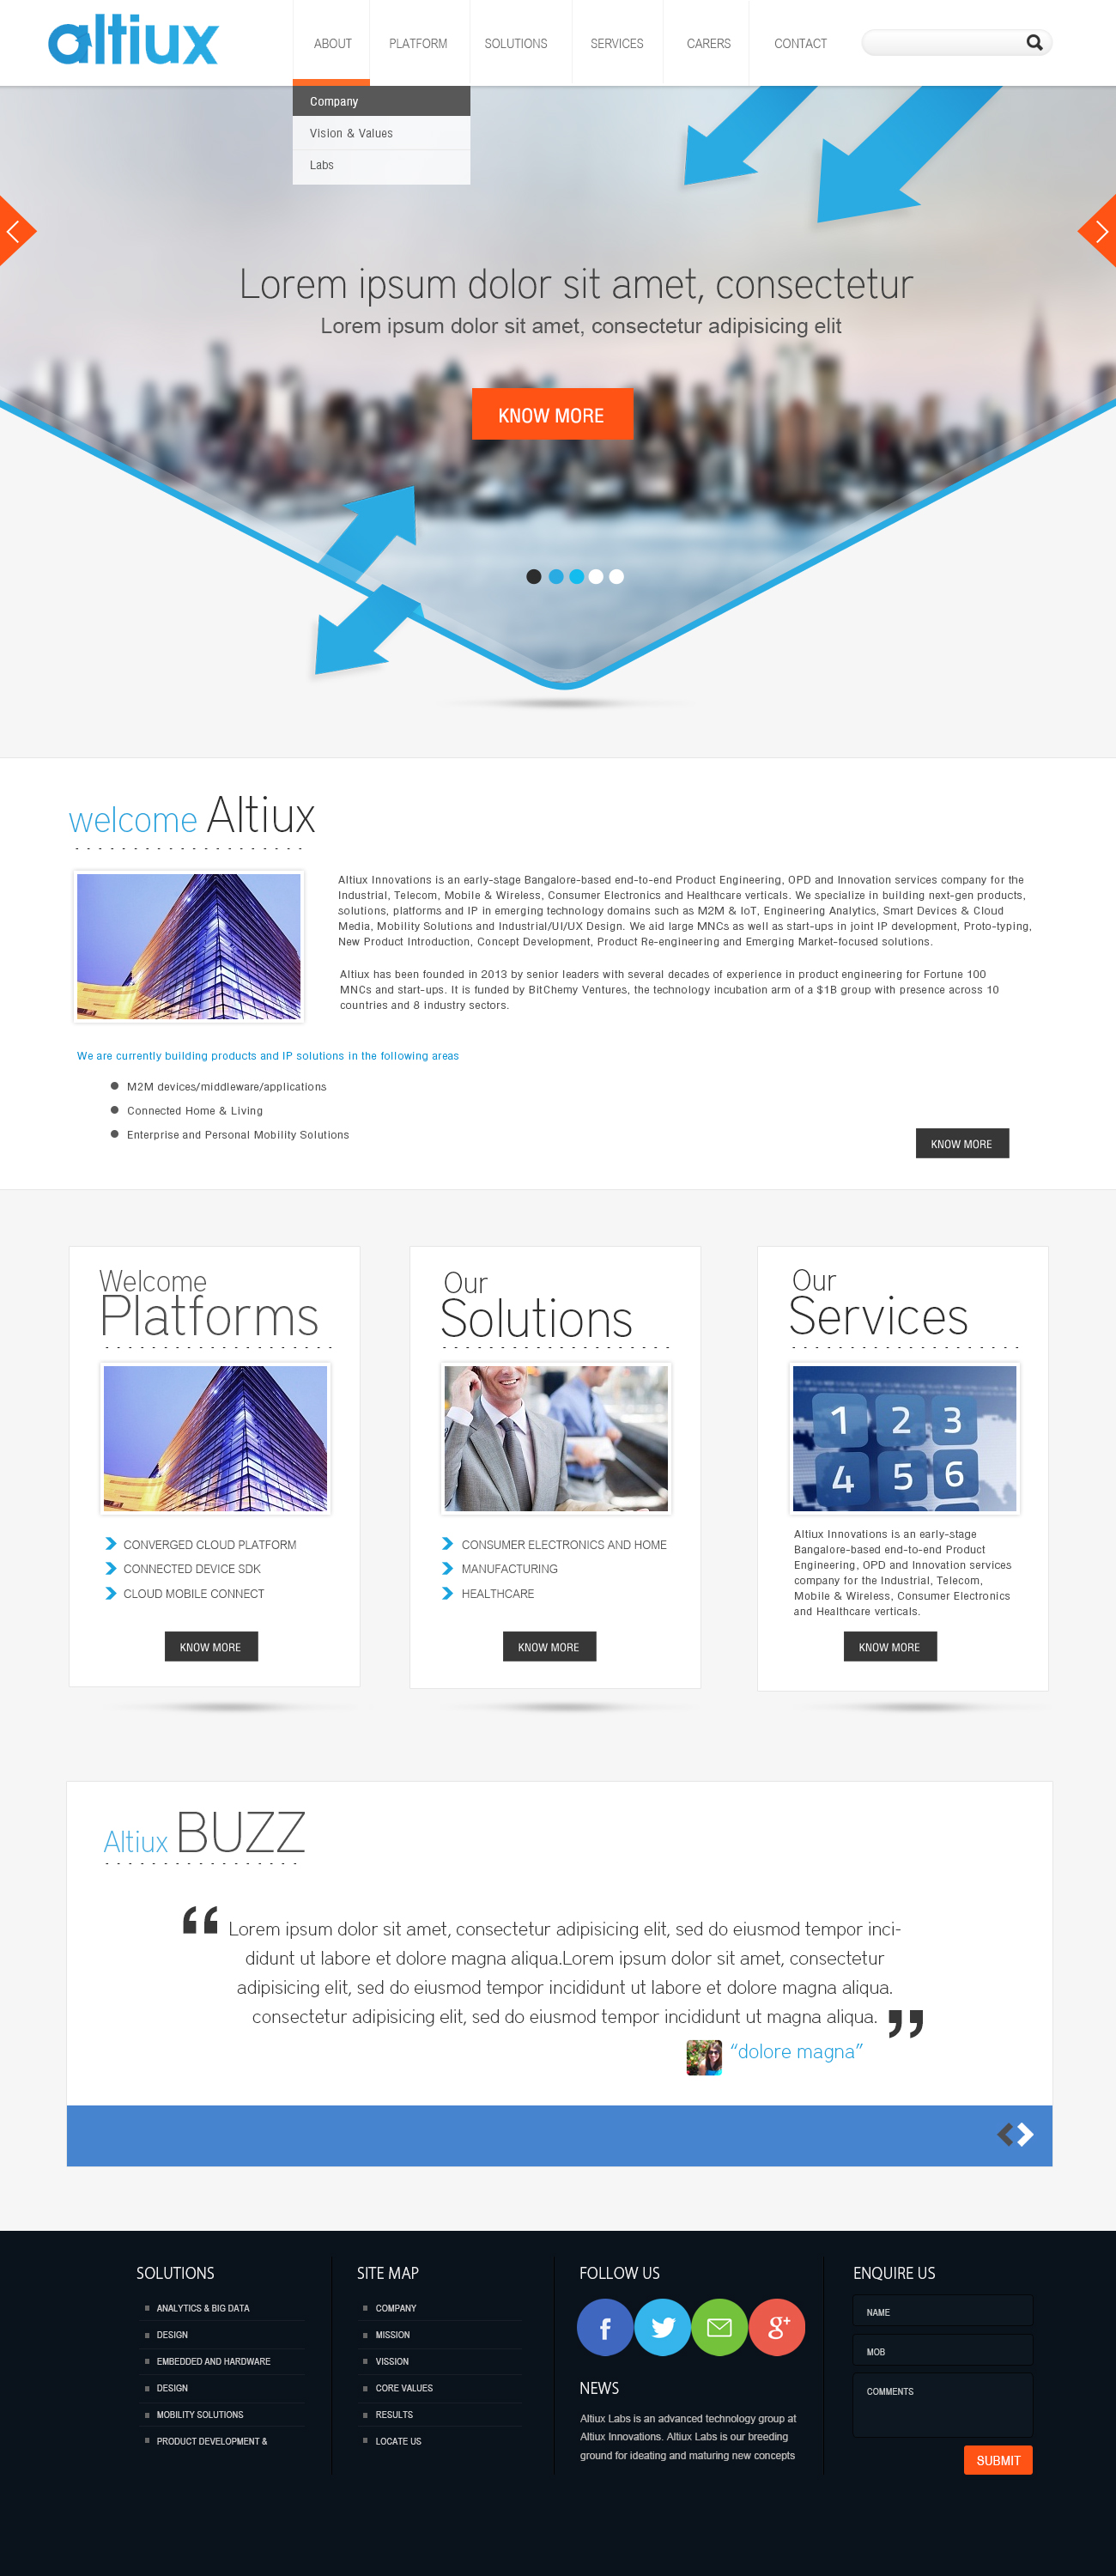 altiux
ABOUT
PLATFORM
SOLUTIONS
SERVICES
CARERS
CONTACT
Company
Vision & Values
Labs
Lorem ipsum dolor sit amet, consectetur
Lorem ipsum dolor sit amet, consectetur adipisicing elit
KNOW MORE
welcome Altiux
Altiux Innovations is an early-stage Bangalore-based end-to-end Product Engineering, OPD and Innovation services company for the
Industrial, Telecom, Mobile & Wireless, Consumer Electronics and Healthcare verticals. We specialize in building next-gen products,
solutions, platforms and IP in emerging technology domains such as M2M & IoT, Engineering Analytics, Smart Devices & Cloud
Media, Mobility Solutions and Industrial/UI/UX Design. We aid large MNCs as well as start-ups in joint IP development, Proto-typing,
New Product Introduction, Concept Development, Product Re-engineering and Emerging Market-focused solutions.
Altiux has been founded in 2013 by senior leaders with several decades of experience in product engineering for Fortune 100
MNCs and start-ups. It is funded by BitChemy Ventures, the technology incubation arm of a $1B group with presence across 10
countries and 8 industry sectors.
We are currently building products and IP solutions in the following areas
M2M devices/middleware/applications
Connected Home & Living
Enterprise and Personal Mobility Solutions
KNOW MORE
Welcome
Platforms
CONVERGED CLOUD PLATFORM
CONNECTED DEVICE SDK
CLOUD MOBILE CONNECT
KNOW MORE
Our
Solutions
CONSUMER ELECTRONICS AND HOME
MANUFACTURING
HEALTHCARE
KNOW MORE
Our
Services
1 2 3
4 5 6
Altiux Innovations is an early-stage
Bangalore-based end-to-end Product
Engineering, OPD and Innovation services
company for the Industrial, Telecom,
Mobile & Wireless, Consumer Electronics
and Healthcare verticals.
KNOW MORE
Altiux BUZZ
“ Lorem ipsum dolor sit amet, consectetur adipisicing elit, sed do eiusmod tempor inci-
didunt ut labore et dolore magna aliqua.Lorem ipsum dolor sit amet, consectetur
adipisicing elit, sed do eiusmod tempor incididunt ut labore et dolore magna aliqua.
consectetur adipisicing elit, sed do eiusmod tempor incididunt ut magna aliqua. ”
“dolore magna”
SOLUTIONS
ANALYTICS & BIG DATA
DESIGN
EMBEDDED AND HARDWARE
DESIGN
MOBILITY SOLUTIONS
PRODUCT DEVELOPMENT &
SITE MAP
COMPANY
MISSION
VISSION
CORE VALUES
RESULTS
LOCATE US
FOLLOW US
f
g+
NEWS
Altiux Labs is an advanced technology group at
Altiux Innovations. Altiux Labs is our breeding
ground for ideating and maturing new concepts
ENQUIRE US
NAME
MOB
COMMENTS
SUBMIT